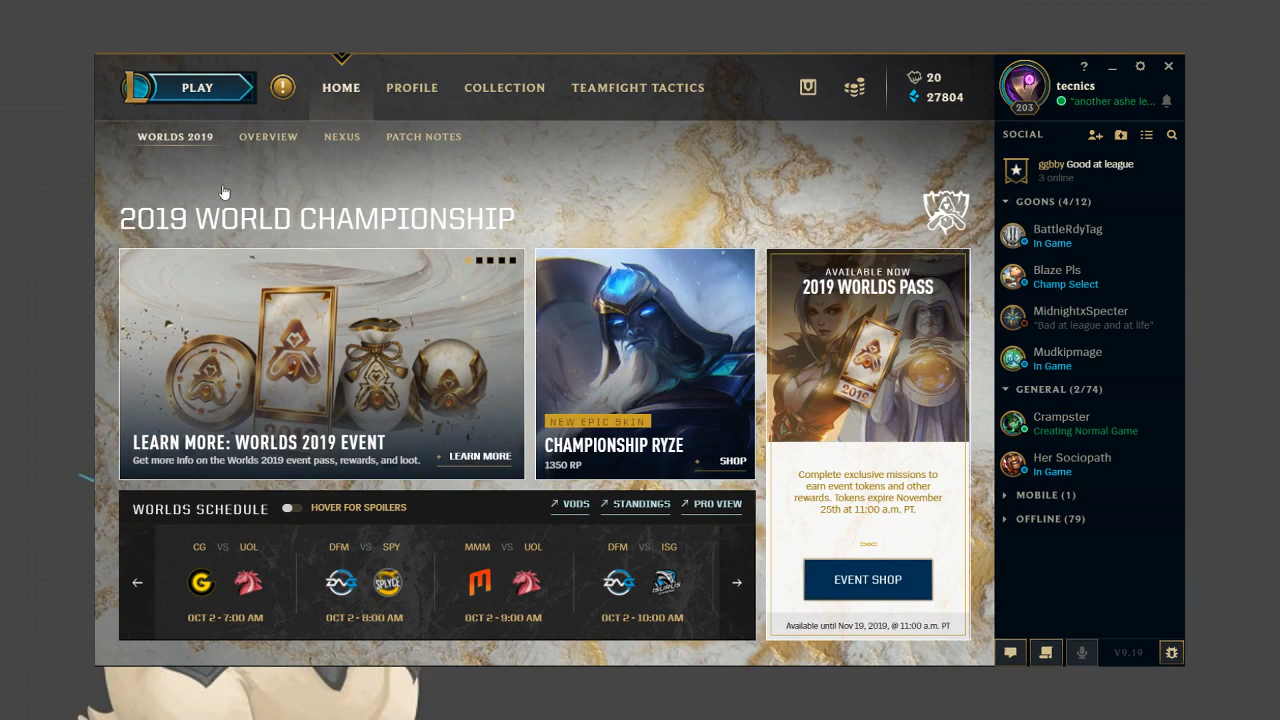 PLAY
HOME
PROFILE
COLLECTION
TEAMFIGHT TACTICS
20
27804
203
tecnics
"another ashe le...
WORLDS 2019
OVERVIEW
NEXUS
PATCH NOTES
2019 WORLD CHAMPIONSHIP
LEARN MORE: WORLDS 2019 EVENT
Get more info on the Worlds 2019 event pass, rewards, and loot.
LEARN MORE
NEW EPIC SKIN
CHAMPIONSHIP RYZE
1350 RP
SHOP
AVAILABLE NOW
2019 WORLDS PASS
2019
Complete exclusive missions to
earn event tokens and other
rewards. Tokens expire November
25th at 11:00 a.m. PT.
EVENT SHOP
Available until Nov 19, 2019, @ 11:00 a.m. PT
WORLDS SCHEDULE
HOVER FOR SPOILERS
VODS
STANDINGS
PRO VIEW
CG VS UOL
OCT 2 - 7:00 AM
DFM VS SPY
SPLYCE
OCT 2 - 8:00 AM
MMM VS UOL
OCT 2 - 9:00 AM
DFM VS ISG
ISURUS
OCT 2 - 10:00 AM
SOCIAL
ggbby Good at league
3 online
GOONS (4/12)
BattleRdyTag
In Game
Blaze Pls
Champ Select
MidnightxSpecter
"Bad at league and at life"
Mudkipmage
In Game
GENERAL (2/74)
Crampster
Creating Normal Game
Her Sociopath
In Game
MOBILE (1)
OFFLINE (79)
V9.19